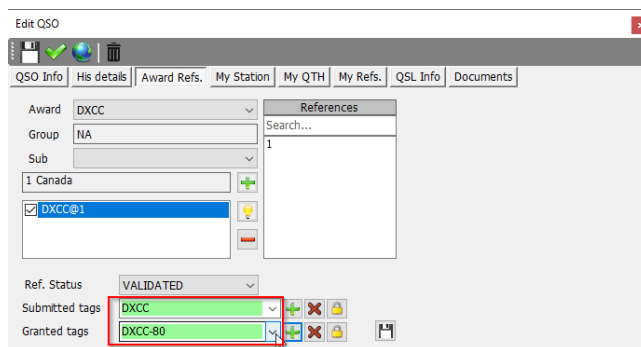 Edit QSO
QSO Info His details Award Refs. My Station My QTH My Refs. QSL Info Documents
Award DXCC
References
Group NA
Search...
1
Sub
1 Canada
DXCC@1
Ref. Status VALIDATED
Submitted tags DXCC
Granted tags DXCC-80